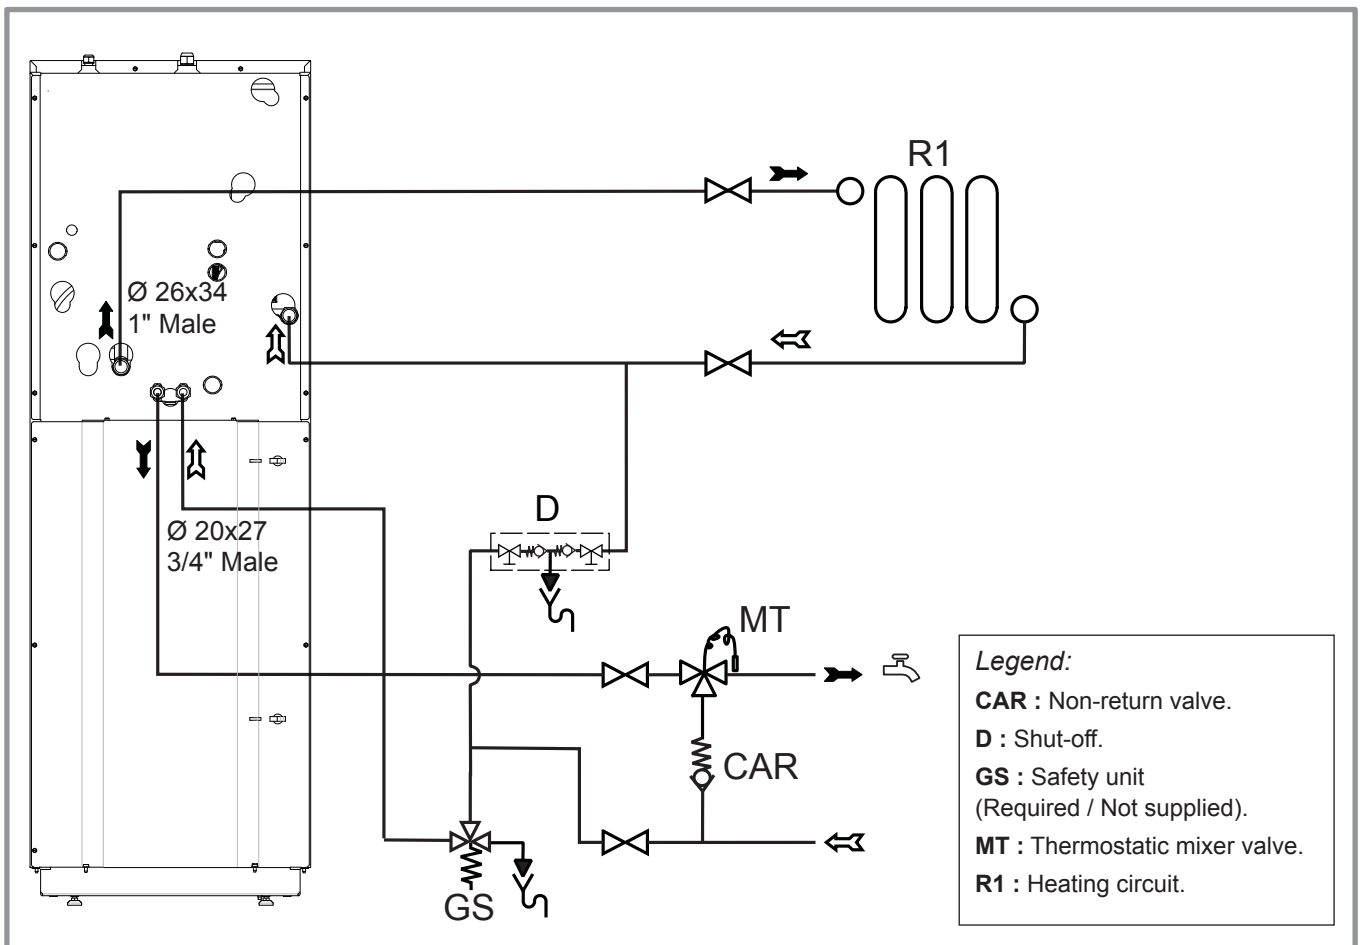 R1
Ø 26x34
1" Male
Ø 20x27
3/4" Male
D
MT
CAR
GS
Legend:
CAR : Non-return valve.
D : Shut-off.
GS : Safety unit
(Required / Not supplied).
MT : Thermostatic mixer valve.
R1 : Heating circuit.